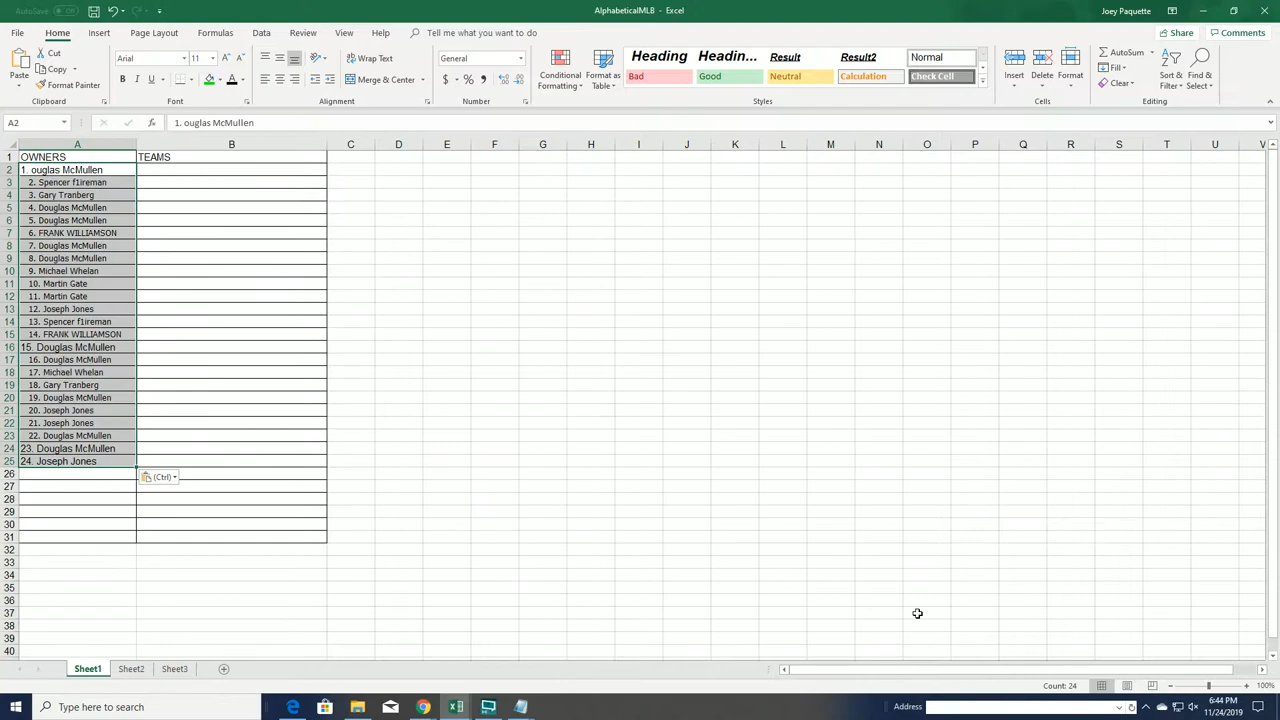 AutoSave Off
AlphabeticalMLB - Excel
Joey Paquette
File Home Insert Page Layout Formulas Data Review View Help Tell me what you want to do
Share Comments
Paste Cut Copy Format Painter
Clipboard
Arial 11 A A
B I U A
Font
Wrap Text
Merge & Center
Alignment
General
$ % ,
Number
Conditional Formatting Format as Table
Heading Headin... Result Result2 Normal
Bad Good Neutral Calculation Check Cell
Styles
Insert Delete Format
Cells
AutoSum Fill Clear
Sort & Filter Find & Select
Editing
A2 fx 1. ouglas McMullen
A B C D E F G H I J K L M N O P Q R S T U V
1 OWNERS TEAMS
2 1. ouglas McMullen
3 2. Spencer f1ireman
4 3. Gary Tranberg
5 4. Douglas McMullen
6 5. Douglas McMullen
7 6. FRANK WILLIAMSON
8 7. Douglas McMullen
9 8. Douglas McMullen
10 9. Michael Whelan
11 10. Martin Gate
12 11. Martin Gate
13 12. Joseph Jones
14 13. Spencer f1ireman
15 14. FRANK WILLIAMSON
16 15. Douglas McMullen
17 16. Douglas McMullen
18 17. Michael Whelan
19 18. Gary Tranberg
20 19. Douglas McMullen
21 20. Joseph Jones
22 21. Joseph Jones
23 22. Douglas McMullen
24 23. Douglas McMullen
25 24. Joseph Jones
26 (Ctrl)
27
28
29
30
31
32
33
34
35
36
37
38
39
40
Sheet1 Sheet2 Sheet3
Count: 24 100%
Type here to search
Address
6:44 PM
11/24/2019